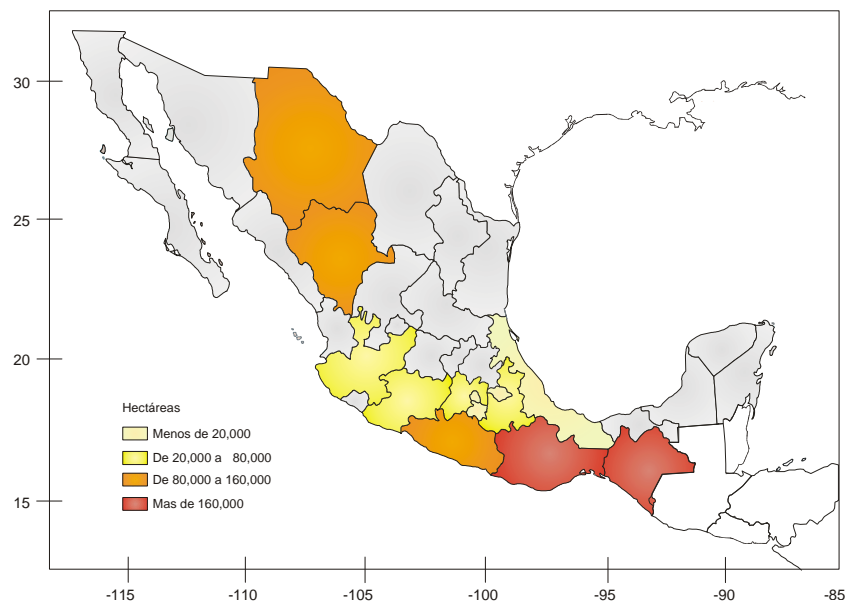 30
25
20
15
Hectáreas
Menos de 20,000
De 20,000 a 80,000
De 80,000 a 160,000
Mas de 160,000
-115 -110 -105 -100 -95 -90 -85